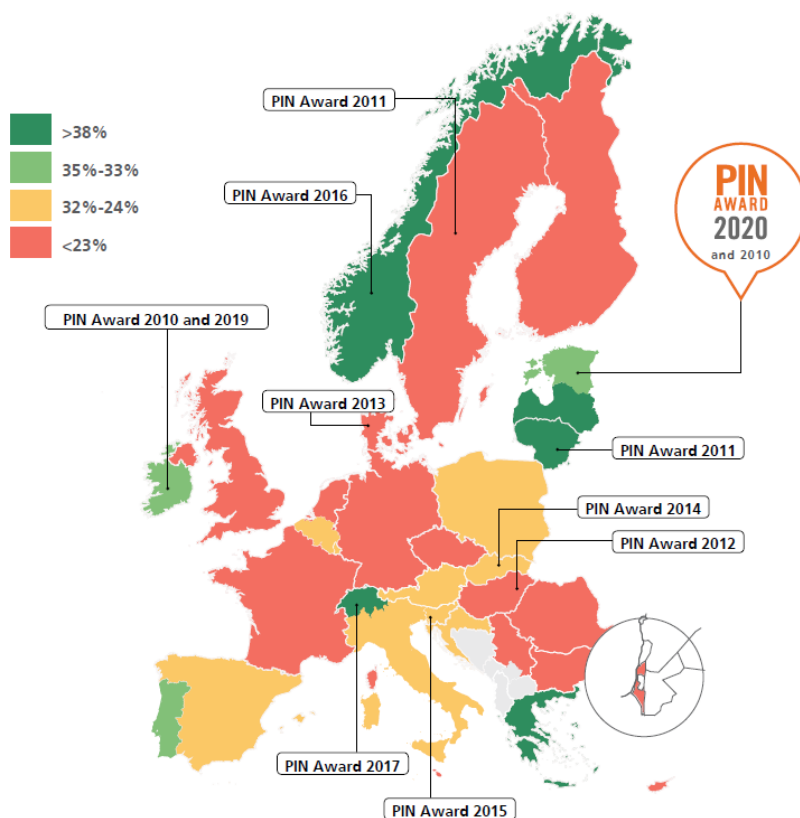 PIN Award 2011
>38%
35%-33%
32%-24%
<23%
PIN Award 2016
PIN
AWARD
2020
and 2010
PIN Award 2010 and 2019
PIN Award 2013
PIN Award 2011
PIN Award 2014
PIN Award 2012
PIN Award 2017
PIN Award 2015